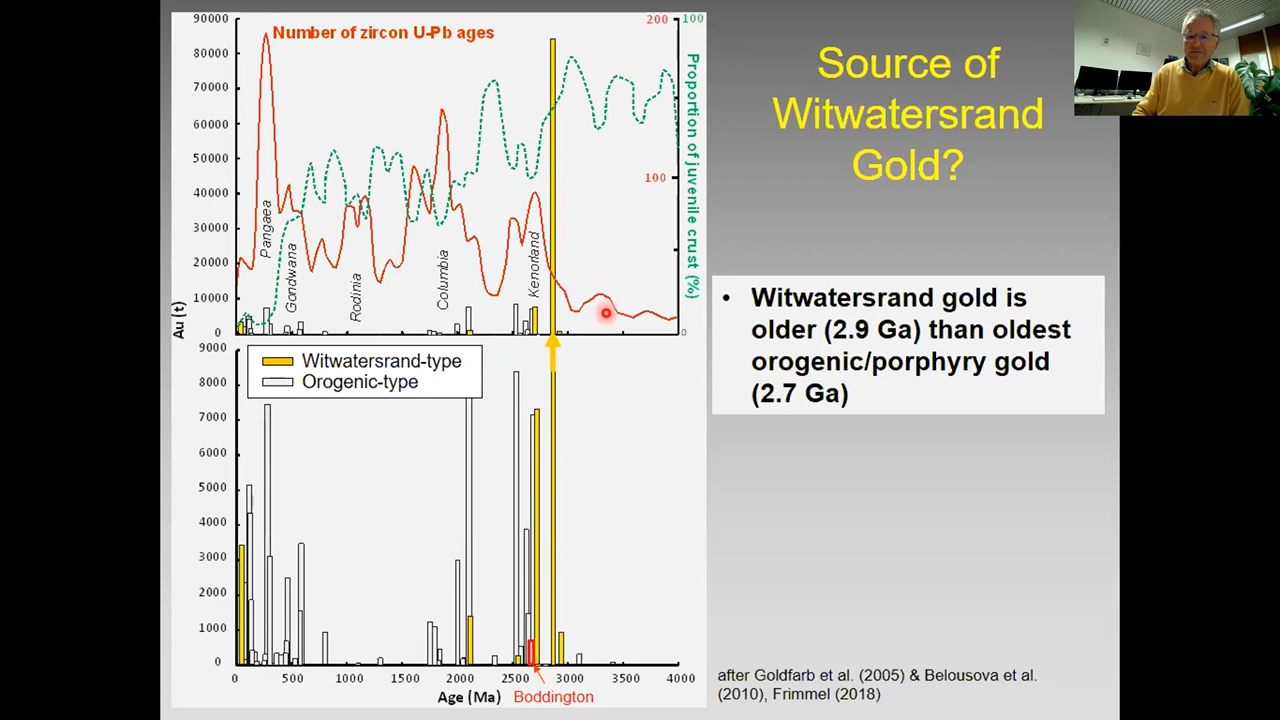 Source of
Witwatersrand
Gold?
Number of zircon U-Pb ages
90000
80000
70000
60000
50000
40000
30000
20000
10000
0
200
100
100
0
Proportion of juvenile crust (%)
Pangaea
Gondwana
Rodinia
Columbia
Kenorland
Au (t)
Witwatersrand-type
Orogenic-type
9000
8000
7000
6000
5000
4000
3000
2000
1000
0
0 500 1000 1500 2000 2500 3000 3500 4000
Age (Ma)
Boddington
• Witwatersrand gold is
older (2.9 Ga) than oldest
orogenic/porphyry gold
(2.7 Ga)
after Goldfarb et al. (2005) & Belousova et al.
(2010), Frimmel (2018)